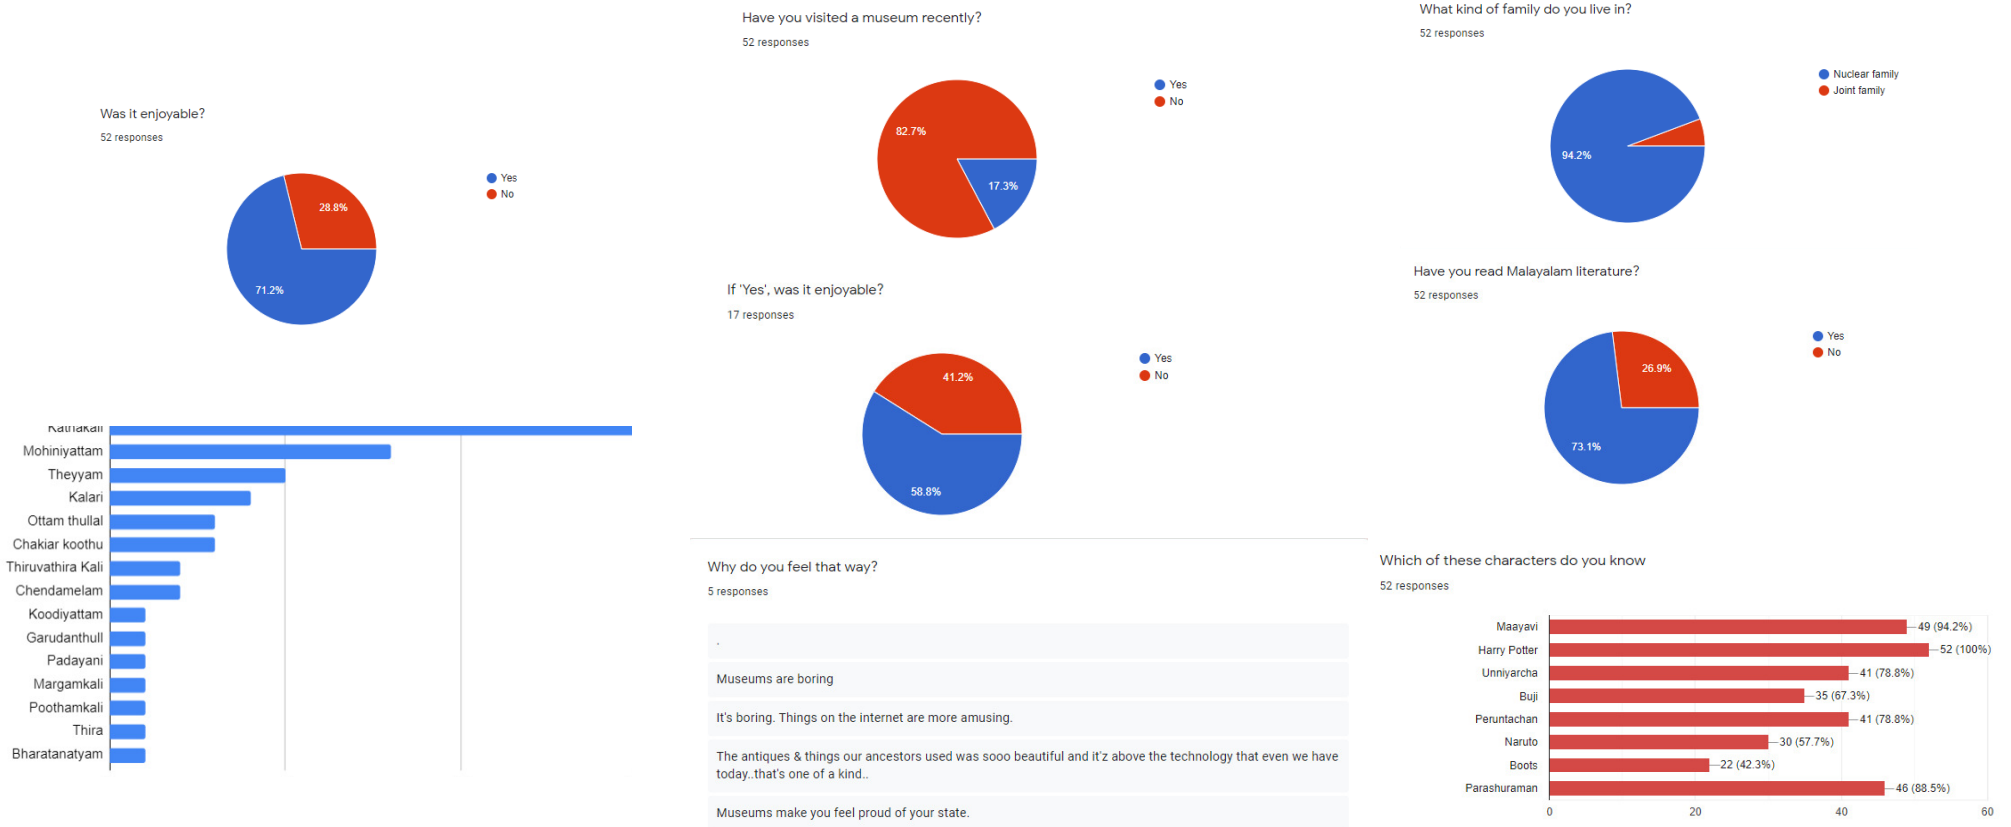 Was it enjoyable?
52 responses
Yes
No
28.8%
71.2%
Kathakali
Mohiniyattam
Theyyam
Kalari
Ottam thullal
Chakiar koothu
Thiruvathira Kali
Chendamelam
Koodiyattam
Garudanthull
Padayani
Margamkali
Poothamkali
Thira
Bharatanatyam
Have you visited a museum recently?
52 responses
Yes
No
82.7%
17.3%
If 'Yes', was it enjoyable?
17 responses
Yes
No
41.2%
58.8%
Why do you feel that way?
5 responses
.
Museums are boring
It's boring. Things on the internet are more amusing.
The antiques & things our ancestors used was sooo beautiful and it'z above the technology that even we have
today..that's one of a kind..
Museums make you feel proud of your state.
What kind of family do you live in?
52 responses
Nuclear family
Joint family
94.2%
Have you read Malayalam literature?
52 responses
Yes
No
26.9%
73.1%
Which of these characters do you know
52 responses
Maayavi 49 (94.2%)
Harry Potter 52 (100%)
Unniyarcha 41 (78.8%)
Buji 35 (67.3%)
Peruntachan 41 (78.8%)
Naruto 30 (57.7%)
Boots 22 (42.3%)
Parashuraman 46 (88.5%)
0 20 40 60